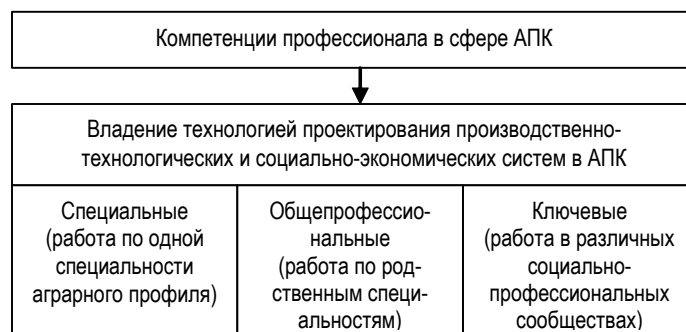 Компетенции профессионала в сфере АПК
Владение технологией проектирования производственно-
технологических и социально-экономических систем в АПК
Специальные
(работа по одной
специальности
аграрного профиля)
Общепрофессио-
нальные
(работа по род-
ственным специ-
альностям)
Ключевые
(работа в различных
социально-
профессиональных
сообществах)